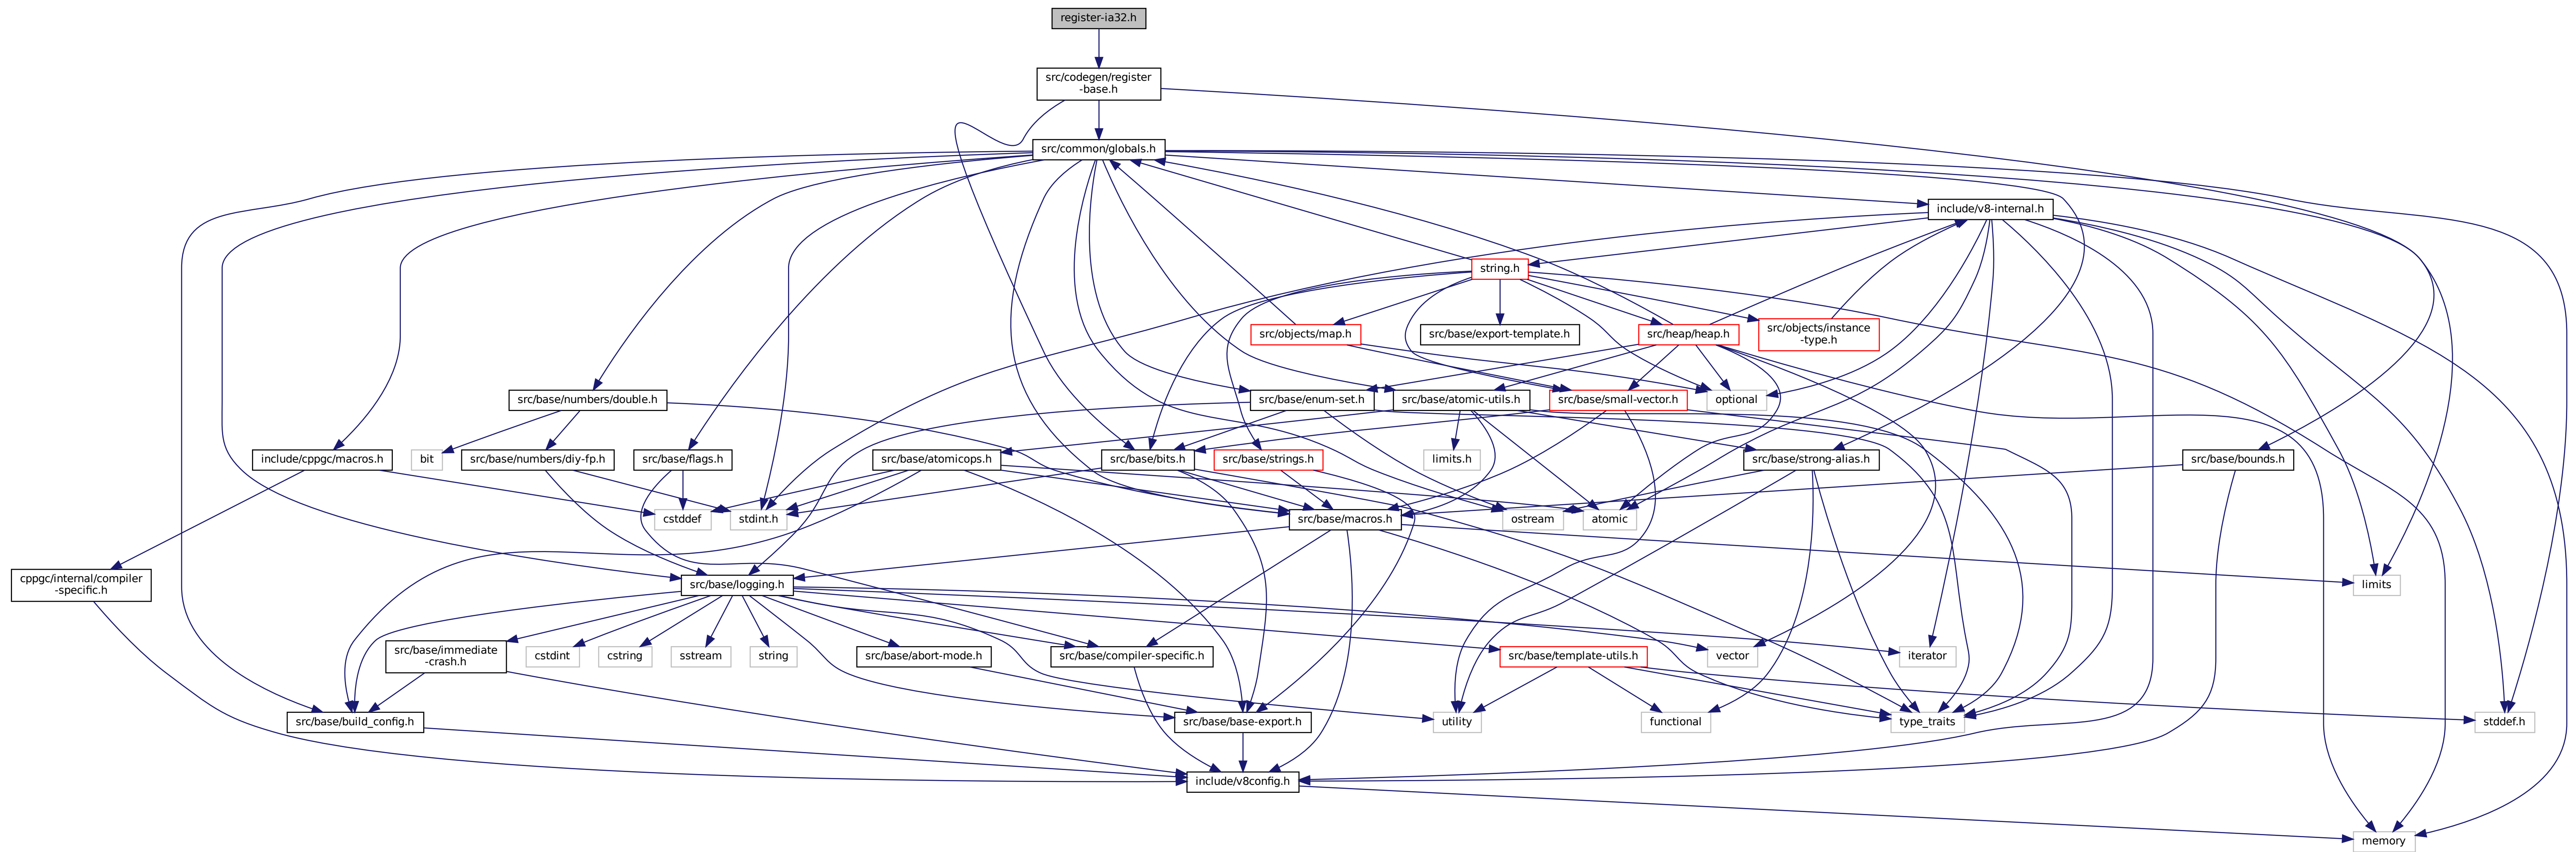 register-ia32.h
src/codegen/register
-base.h
src/common/globals.h
include/v8-internal.h
string.h
src/objects/map.h
src/base/export-template.h
src/heap/heap.h
src/objects/instance
-type.h
src/base/numbers/double.h
src/base/enum-set.h
src/base/atomic-utils.h
src/base/small-vector.h
optional
include/cppgc/macros.h
bit
src/base/numbers/diy-fp.h
src/base/flags.h
src/base/atomicops.h
src/base/bits.h
src/base/strings.h
limits.h
src/base/strong-alias.h
src/base/bounds.h
cstddef
stdint.h
src/base/macros.h
ostream
atomic
cppgc/internal/compiler
-specific.h
src/base/logging.h
limits
src/base/immediate
-crash.h
cstdint
cstring
sstream
string
src/base/abort-mode.h
src/base/compiler-specific.h
src/base/template-utils.h
vector
iterator
src/base/build_config.h
src/base/base-export.h
utility
functional
type_traits
stddef.h
include/v8config.h
memory